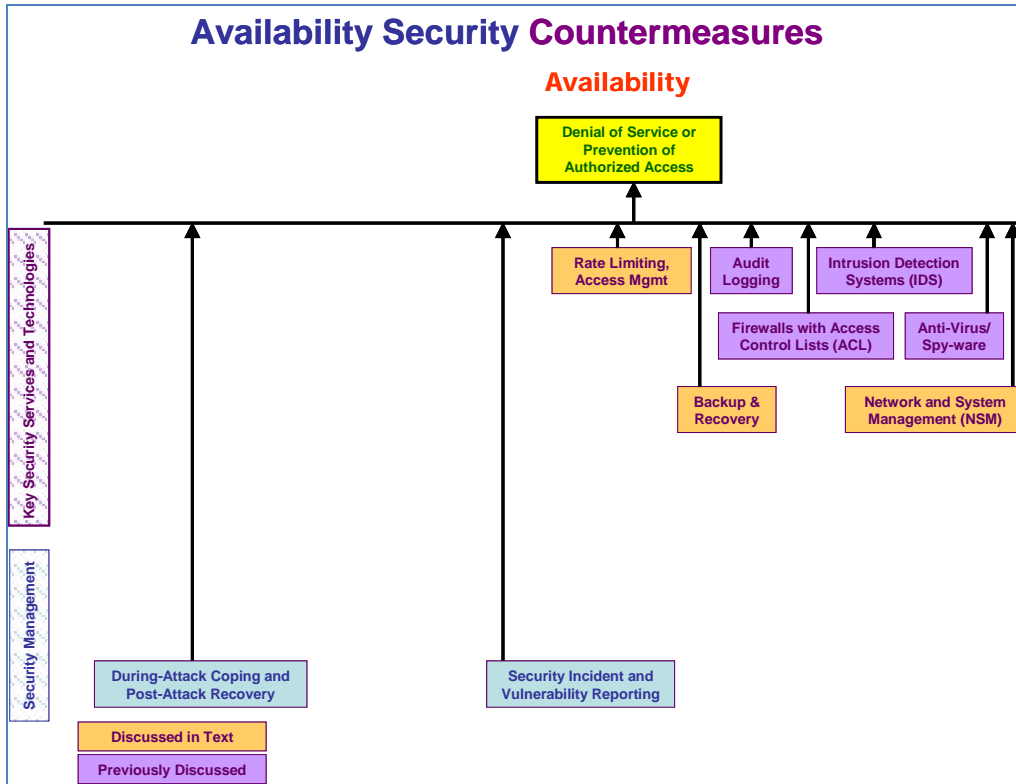 Availability Security Countermeasures
Availability
Denial of Service or
Prevention of
Authorized Access
Key Security Services and Technologies
Rate Limiting,
Access Mgmt
Audit
Logging
Intrusion Detection
Systems (IDS)
Firewalls with Access
Control Lists (ACL)
Anti-Virus/
Spy-ware
Backup &
Recovery
Network and System
Management (NSM)
Security Management
During-Attack Coping and
Post-Attack Recovery
Security Incident and
Vulnerability Reporting
Discussed in Text
Previously Discussed